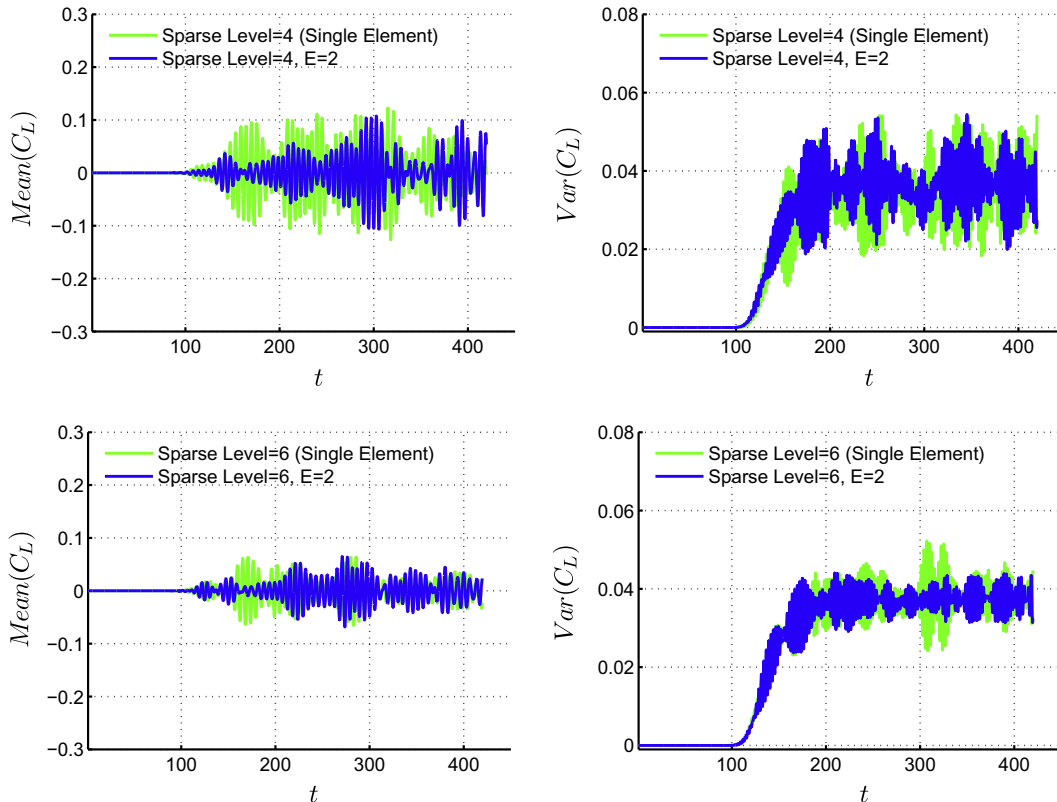 Sparse Level=4 (Single Element)
Sparse Level=4, E=2
0.3
0.2
0.1
0
−0.1
−0.2
−0.3
Mean(C_L)
100
200
300
400
t
Sparse Level=4 (Single Element)
Sparse Level=4, E=2
0.08
0.06
0.04
0.02
0
Var(C_L)
100
200
300
400
t
Sparse Level=6 (Single Element)
Sparse Level=6, E=2
0.3
0.2
0.1
0
−0.1
−0.2
−0.3
Mean(C_L)
100
200
300
400
t
Sparse Level=6 (Single Element)
Sparse Level=6, E=2
0.08
0.06
0.04
0.02
0
Var(C_L)
100
200
300
400
t